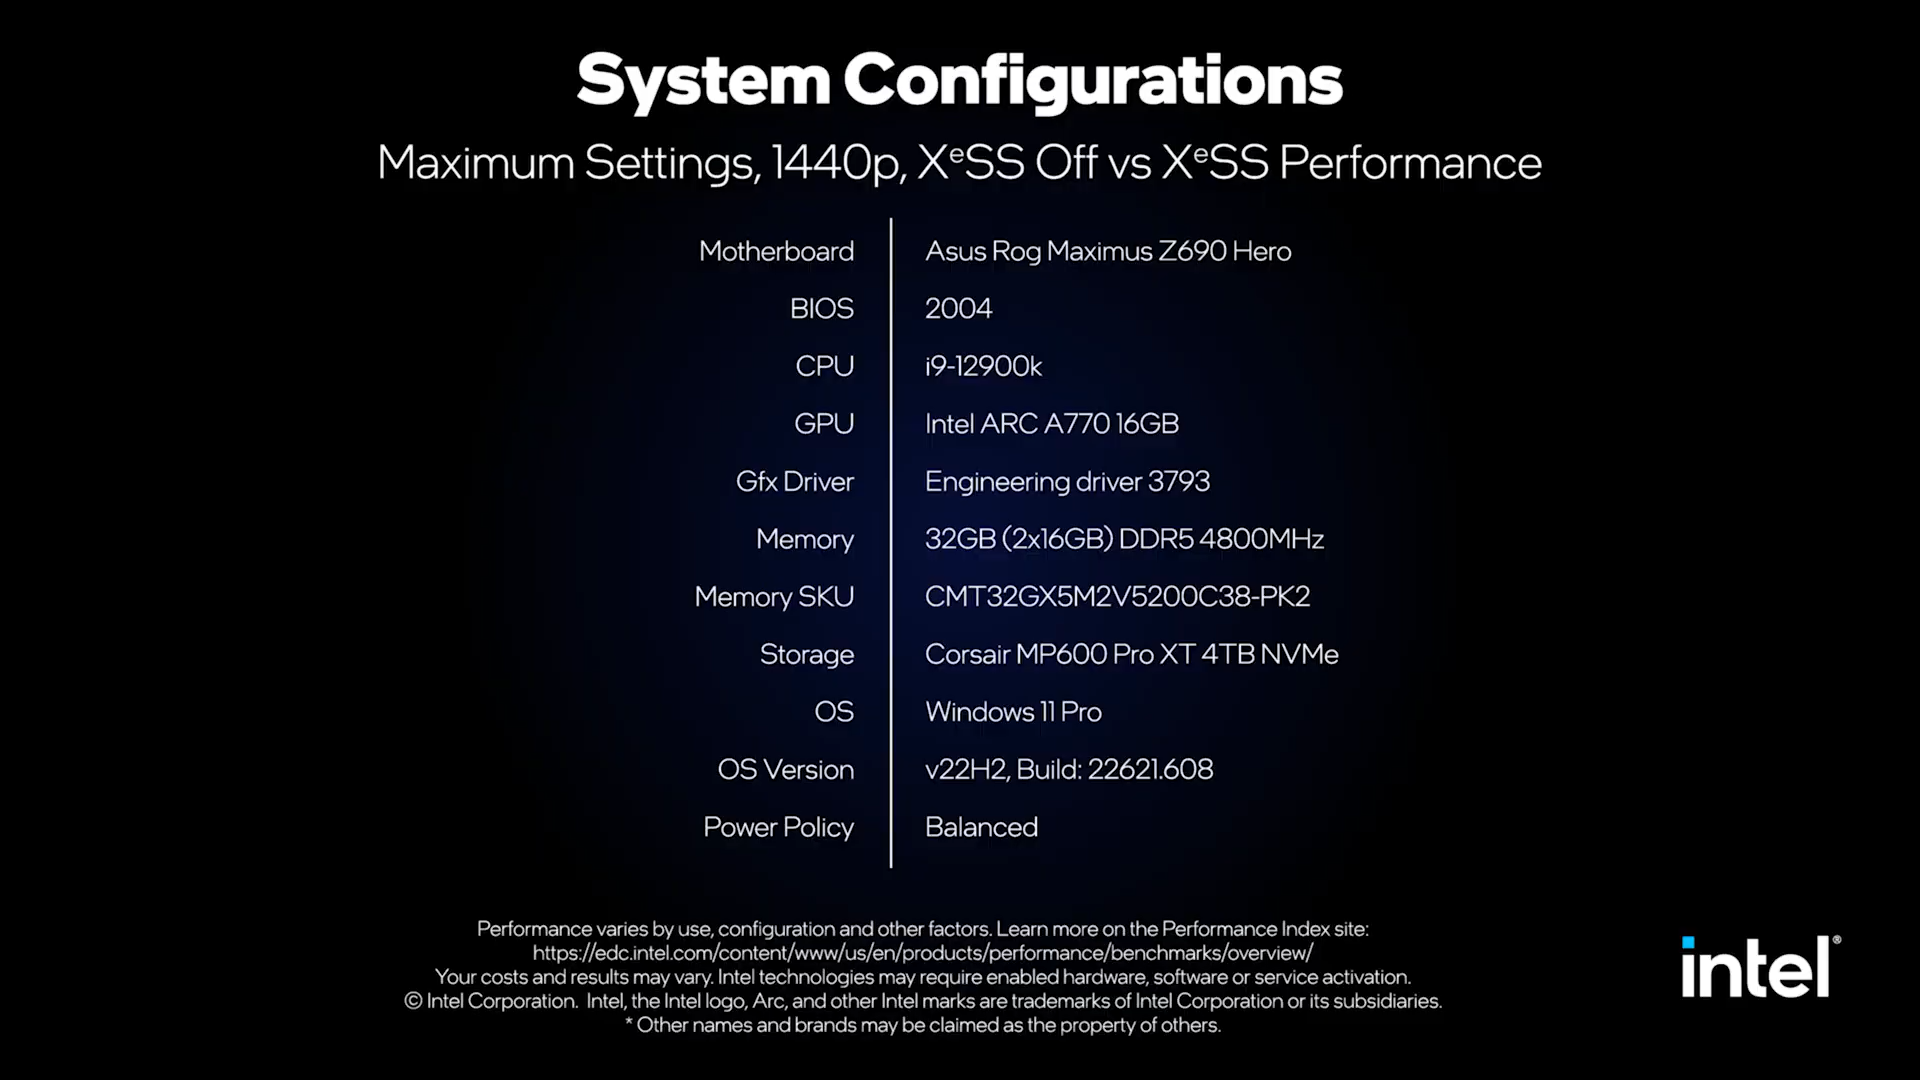 System Configurations
Maximum Settings, 1440p, XᵉSS Off vs XᵉSS Performance
Motherboard Asus Rog Maximus Z690 Hero
BIOS 2004
CPU i9-12900k
GPU Intel ARC A770 16GB
Gfx Driver Engineering driver 3793
Memory 32GB (2x16GB) DDR5 4800MHz
Memory SKU CMT32GX5M2V5200C38-PK2
Storage Corsair MP600 Pro XT 4TB NVMe
OS Windows 11 Pro
OS Version v22H2, Build: 22621.608
Power Policy Balanced
Performance varies by use, configuration and other factors. Learn more on the Performance Index site:
https://edc.intel.com/content/www/us/en/products/performance/benchmarks/overview/
Your costs and results may vary. Intel technologies may require enabled hardware, software or service activation.
© Intel Corporation. Intel, the Intel logo, Arc, and other Intel marks are trademarks of Intel Corporation or its subsidiaries.
* Other names and brands may be claimed as the property of others.
intel®